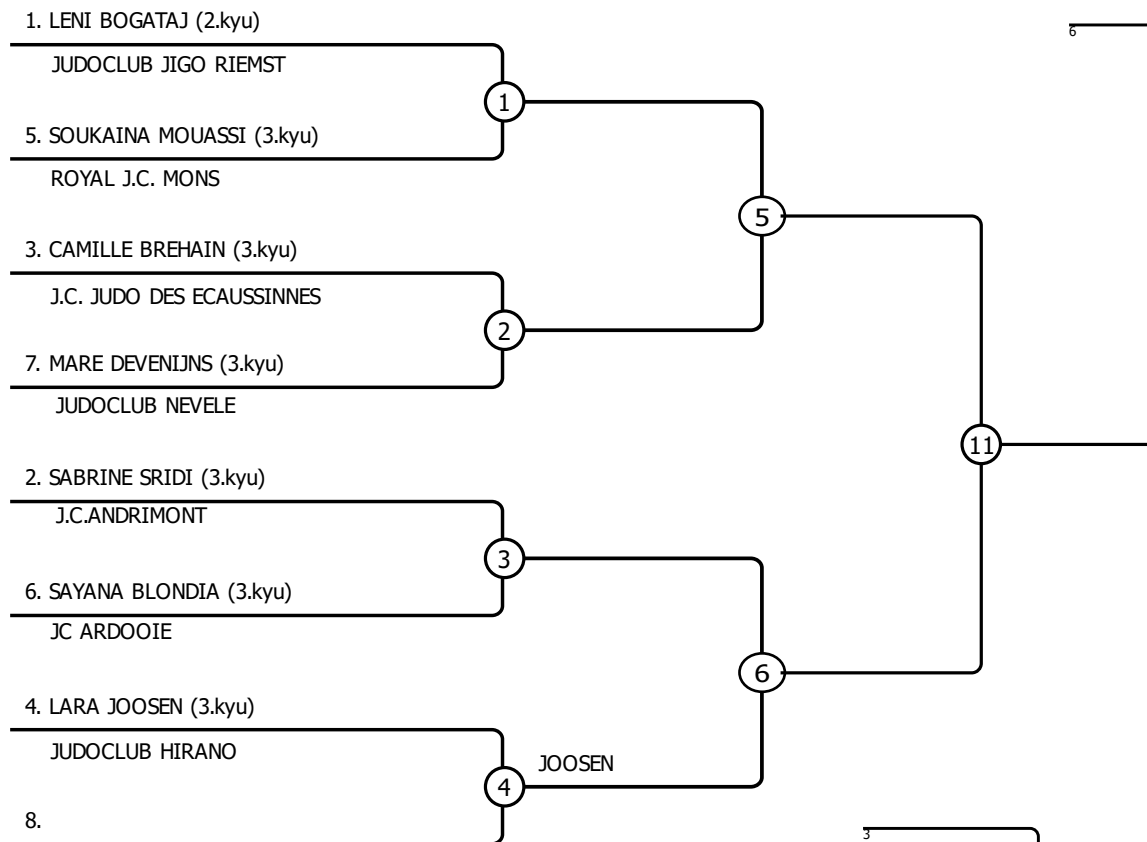 1. LENI BOGATAJ (2.kyu)
6
JUDOCLUB JIGO RIEMST
1
5. SOUKAINA MOUASSI (3.kyu)
ROYAL J.C. MONS
5
3. CAMILLE BREHAIN (3.kyu)
J.C. JUDO DES ECAUSSINNES
2
7. MARE DEVENIJNS (3.kyu)
JUDOCLUB NEVELE
11
2. SABRINE SRIDI (3.kyu)
J.C.ANDRIMONT
3
6. SAYANA BLONDIA (3.kyu)
JC ARDOOIE
6
4. LARA JOOSEN (3.kyu)
JUDOCLUB HIRANO
JOOSEN
4
8.
3